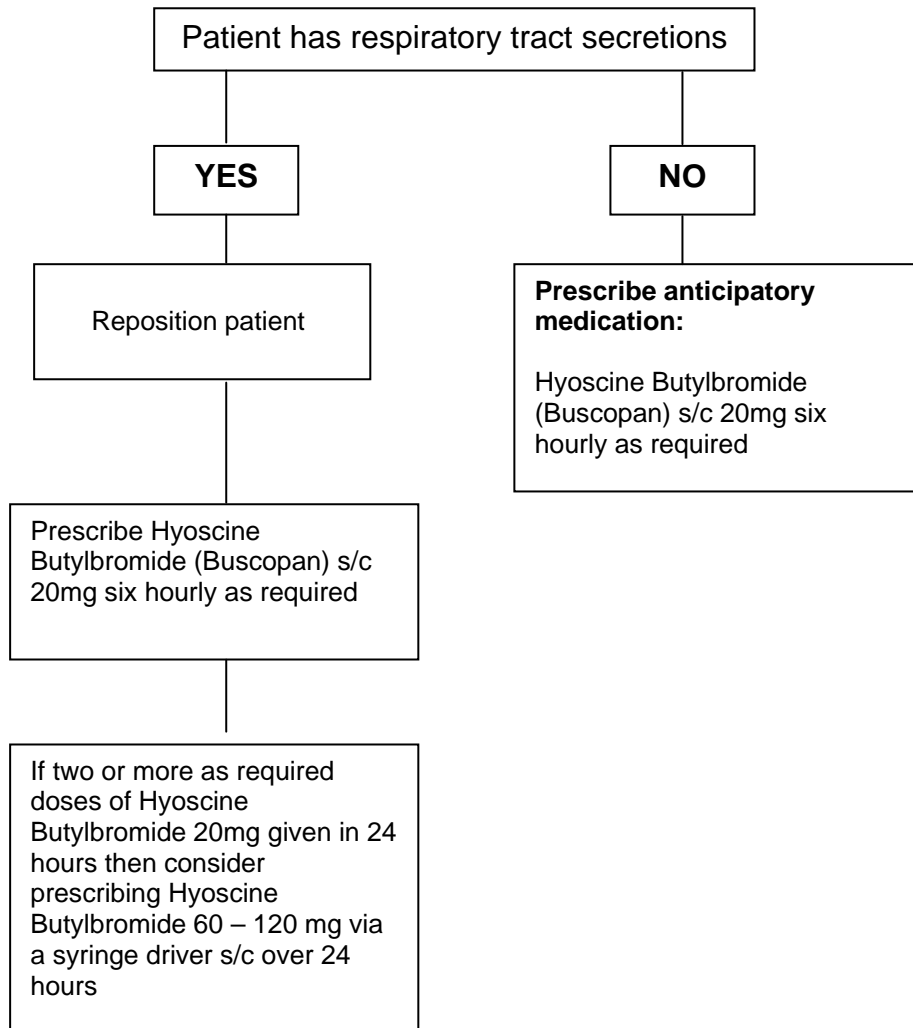 Patient has respiratory tract secretions
YES
NO
Reposition patient
Prescribe anticipatory
medication:
Hyoscine Butylbromide
(Buscopan) s/c 20mg six
hourly as required
Prescribe Hyoscine
Butylbromide (Buscopan) s/c
20mg six hourly as required
If two or more as required
doses of Hyoscine
Butylbromide 20mg given in 24
hours then consider
prescribing Hyoscine
Butylbromide 60 – 120 mg via
a syringe driver s/c over 24
hours